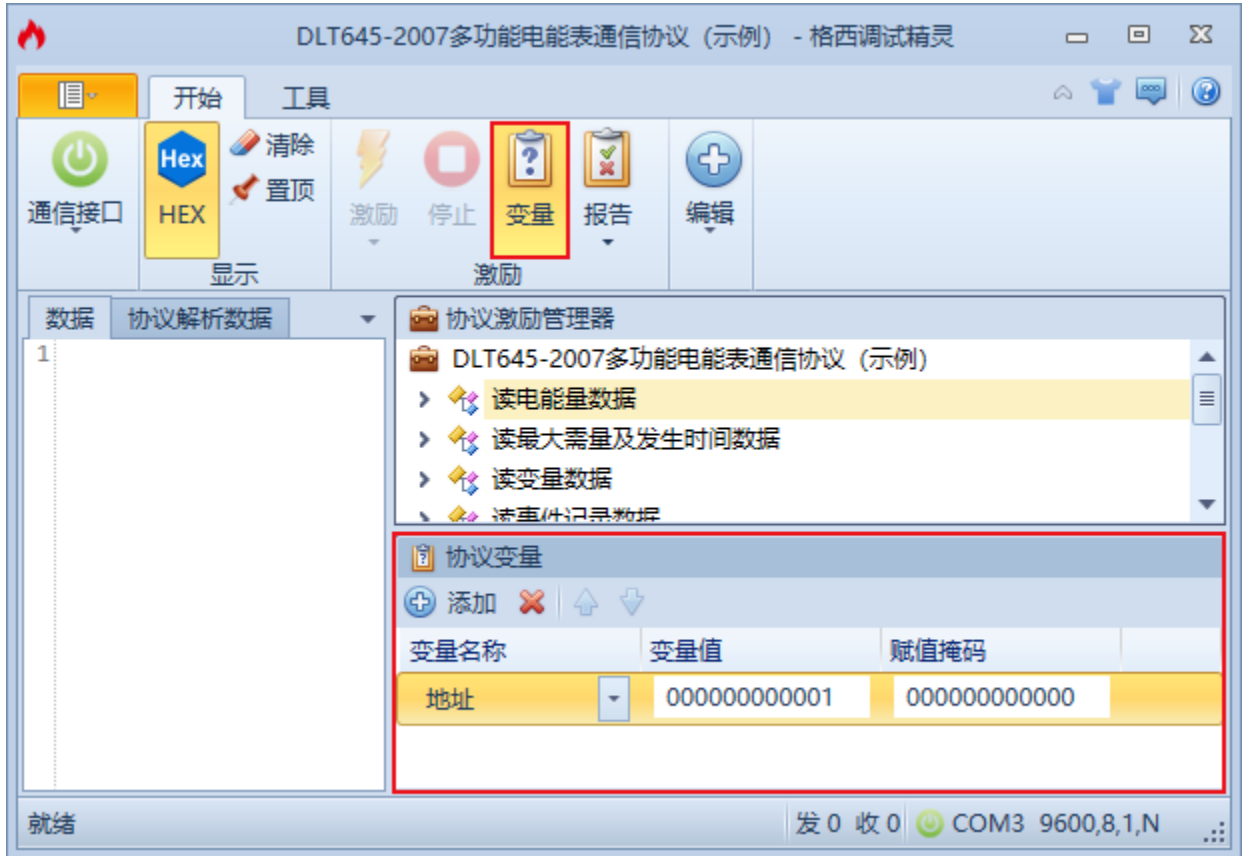 DLT645-2007多功能电能表通信协议（示例） - 格西调试精灵
开始 工具
通信接口
Hex
HEX
清除
置顶
显示
激励 停止 变量 报告
激励
编辑
数据 协议解析数据
1
协议激励管理器
DLT645-2007多功能电能表通信协议（示例）
读电能量数据
读最大需量及发生时间数据
读变量数据
读事件记录数据
协议变量
添加
变量名称 变量值 赋值掩码
地址 000000000001 000000000000
就绪 发 0 收 0 COM3 9600,8,1,N